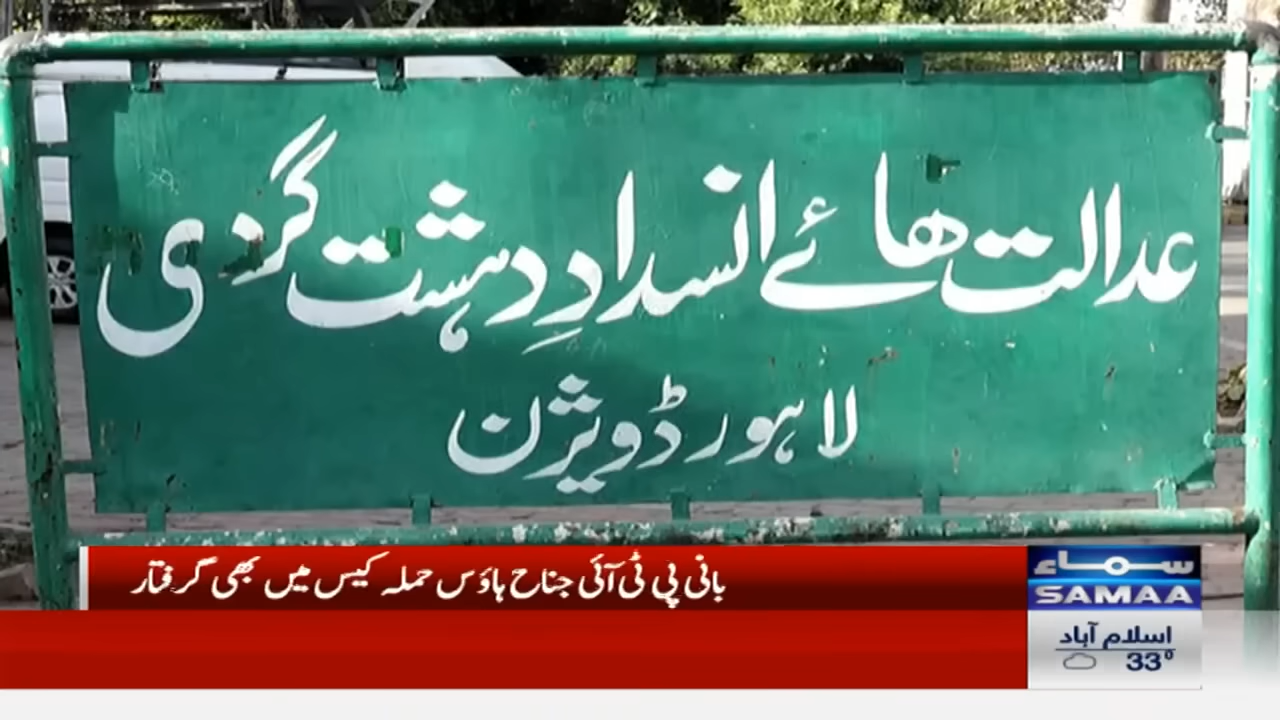 عدالت ھائے انسدادِ دہشت گردی
لاہور ڈویژن
بانی پی ٹی آئی جناح ہاؤس حملہ کیس میں بھی گرفتار
سماء
SAMAA
اسلام آباد
33°